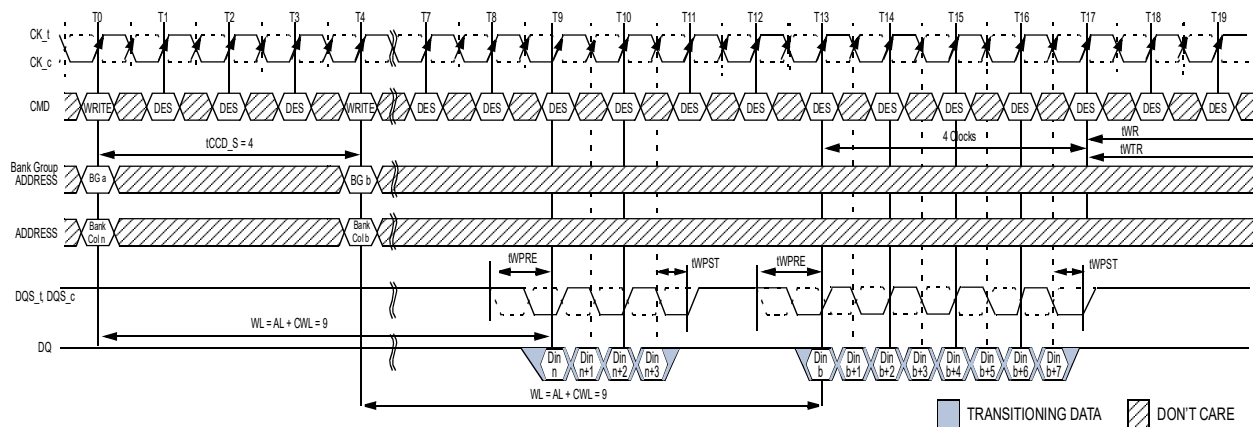 T0 T1 T2 T3 T4 T7 T8 T9 T10 T11 T12 T13 T14 T15 T16 T17 T18 T19
CK_t
CK_c
CMD WRITE DES DES DES WRITE DES DES DES DES DES DES DES DES DES DES DES DES DES
tCCD_S = 4 4 Clocks tWR
tWTR
Bank Group
ADDRESS BG a BG b
ADDRESS Bank
Col n Bank
Col b
tWPRE tWPST tWPRE tWPST
DQS_t, DQS_c
WL = AL + CWL = 9
DQ
Din
n Din
n+1 Din
n+2 Din
n+3 Din
b Din
b+1 Din
b+2 Din
b+3 Din
b+4 Din
b+5 Din
b+6 Din
b+7
WL = AL + CWL = 9
TRANSITIONING DATA DON'T CARE